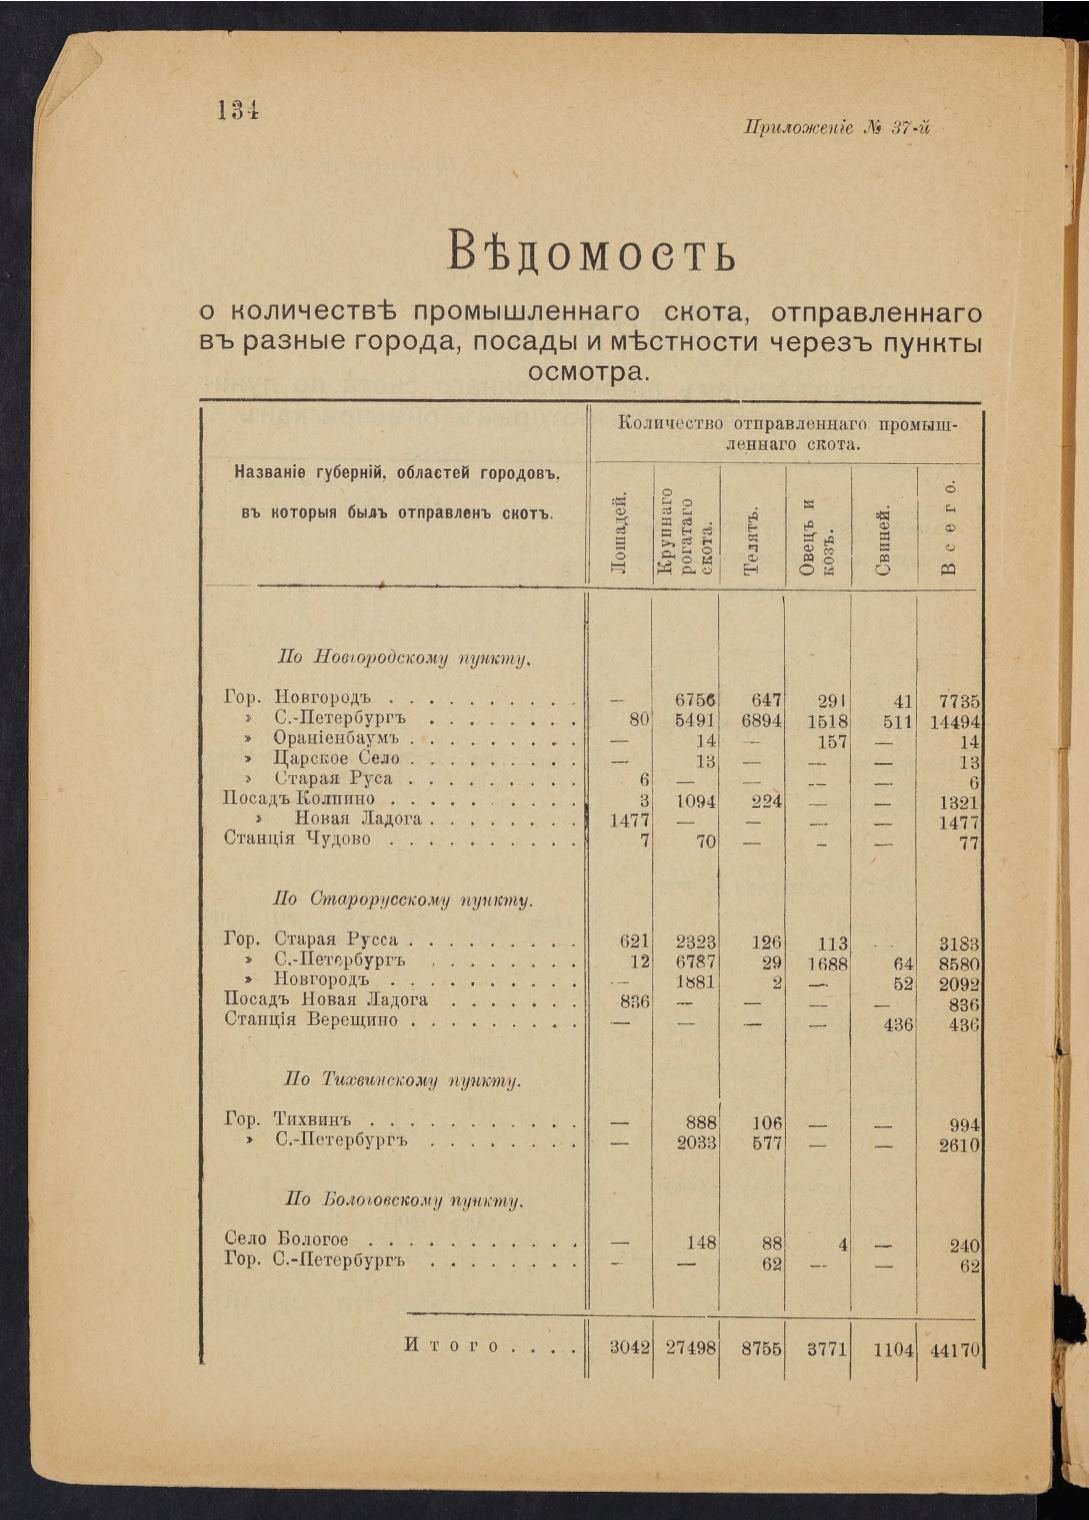 134
Приложеніе № 37-й
Вѣдомость
о количествѣ промышленнаго скота, отправленнаго
въ разные города, посады и мѣстности черезъ пункты
осмотра.
Названіе губерній, областей городовъ,
въ которыя былъ отправленъ скотъ.
Количество отправленнаго промыш-
леннаго скота.
Лошадей.
Крупнаго
рогатаго
скота.
Телятъ.
Овецъ и
козъ.
Свиней.
Всего.
По Новгородскому пункту.
Гор. Новгородъ . . . . . . . . . . — 6756 647 291 41 7735
» С.-Петербургъ . . . . . . . . 80 5491 6894 1518 511 14494
» Ораніенбаумъ . . . . . . . . . — 14 — 157 — 14
» Царское Село . . . . . . . . . — 13 — — — 13
» Старая Руса . . . . . . . . . 6 — — — — 6
Посадъ Колпино . . . . . . . . . . 3 1094 224 — — 1321
» Новая Ладога . . . . . . . . 1477 — — — — 1477
Станція Чудово . . . . . . . . . . 7 70 — - — 77
По Старорусскому пункту.
Гор. Старая Русса . . . . . . . . . 621 2323 126 113 3183
» С.-Петербургъ . . . . . . . . 12 6787 29 1688 64 8580
» Новгородъ . . . . . . . . . . — 1881 2 — 52 2092
Посадъ Новая Ладога . . . . . . . 836 — — — — 836
Станція Верещино . . . . . . . . . — — — — 436 436
По Тихвинскому пункту.
Гор. Тихвинъ . . . . . . . . . . . — 888 106 — — 994
» С.-Петербургъ . . . . . . . . — 2033 577 — — 2610
По Бологовскому пункту.
Село Бологое . . . . . . . . . . . — 148 88 4 — 240
Гор. С.-Петербургъ . . . . . . . . - — 62 — — 62
Итого . . . . 3042 27498 8755 3771 1104 44170